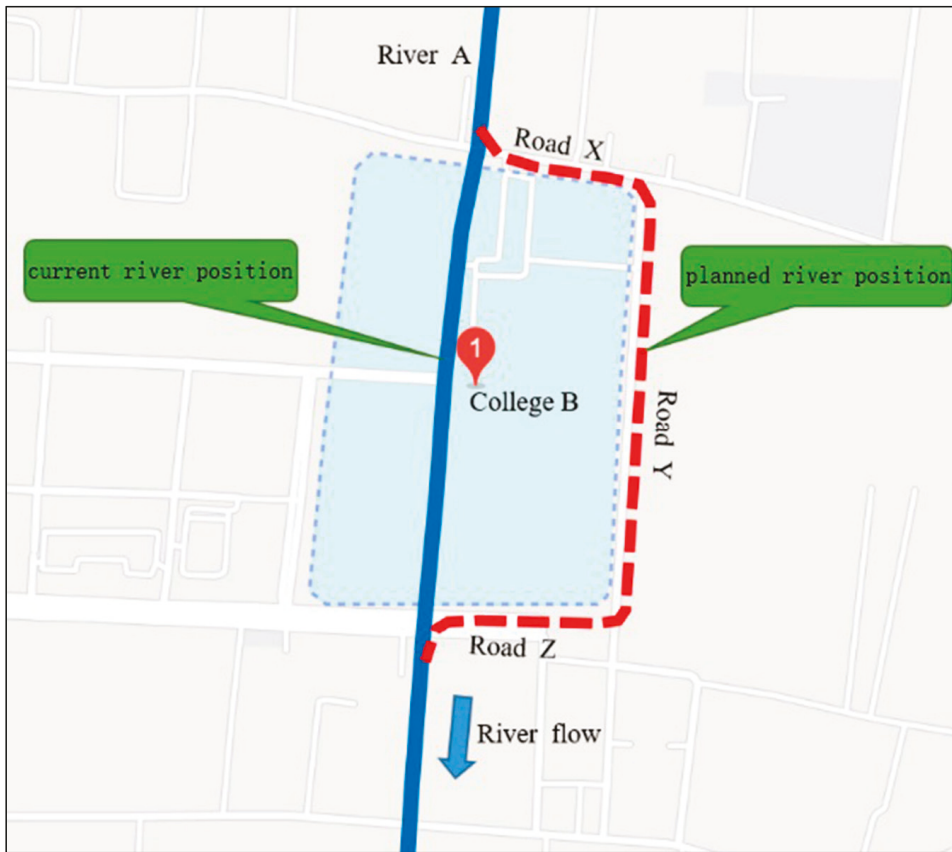 River A
Road X
current river position
planned river position
1
College B
Road Y
Road Z
River flow